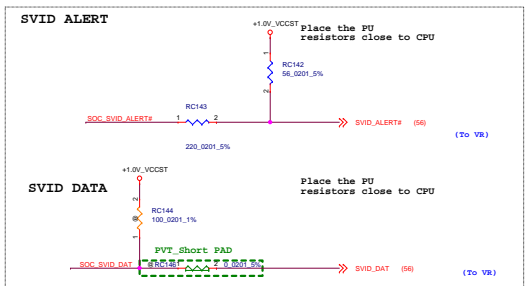 SVID ALERT
+1.0V_VCCST
Place the PU
resistors close to CPU
1
RC142
56_0201_5%
2
RC143
SOC_SVID_ALERT#
1
2
SVID_ALERT# (56)
(To VR)
220_0201_5%
+1.0V_VCCST
SVID DATA
Place the PU
resistors close to CPU
2
RC144
@
100_0201_1%
1
PVT_Short PAD
SOC_SVID_DAT
@ RC146 1
2 0_0201_5%
SVID_DAT (56)
(To VR)